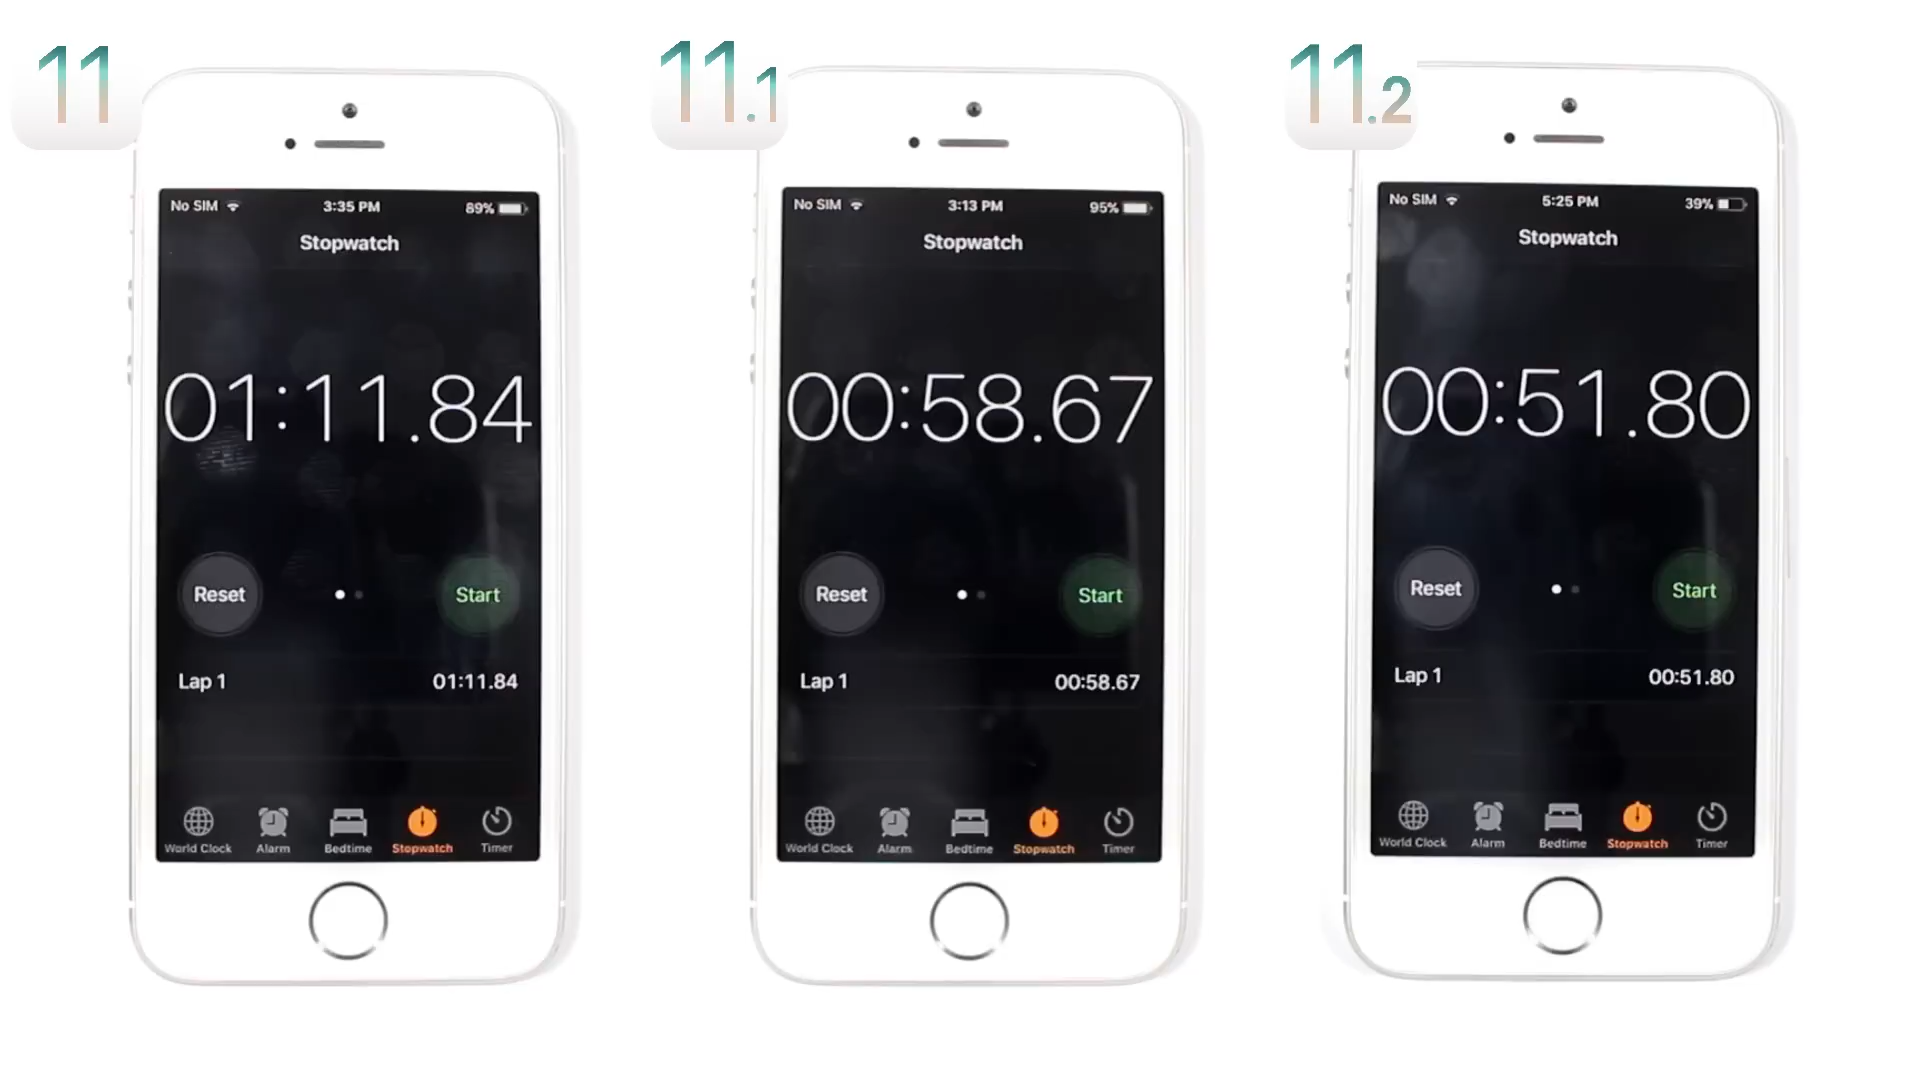 11
No SIM 3:35 PM 89%
Stopwatch
01:11.84
Reset Start
Lap 1 01:11.84
World Clock Alarm Bedtime Stopwatch Timer
11.1
No SIM 3:13 PM 95%
Stopwatch
00:58.67
Reset Start
Lap 1 00:58.67
World Clock Alarm Bedtime Stopwatch Timer
11.2
No SIM 5:25 PM 39%
Stopwatch
00:51.80
Reset Start
Lap 1 00:51.80
World Clock Alarm Bedtime Stopwatch Timer